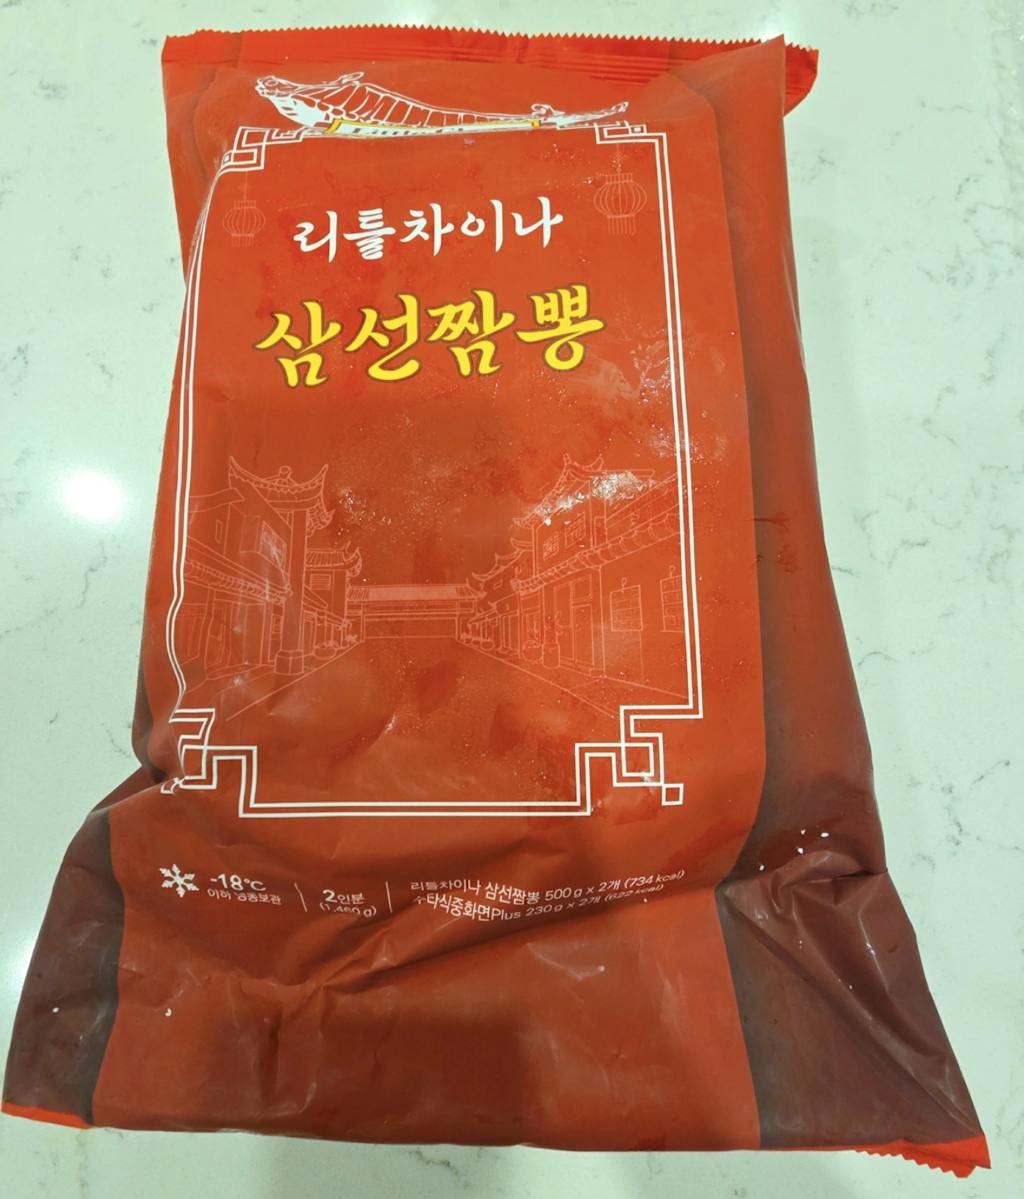 리틀차이나
삼선짬뽕
-18℃
이하 냉동보관
2인분
(1,460 g)
리틀차이나 삼선짬뽕 500 g x 2개 (734 kcal)
수타식중화면Plus 230 g x 2개 (622 kcal)